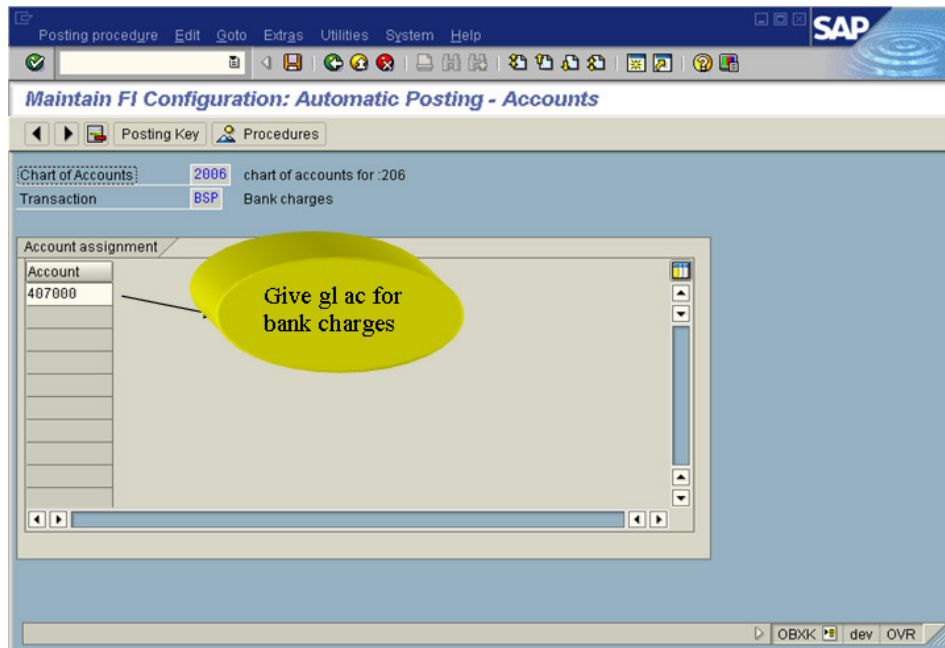 Posting procedure Edit Goto Extras Utilities System Help
SAP
Maintain FI Configuration: Automatic Posting - Accounts
Posting Key Procedures
Chart of Accounts 2006 chart of accounts for :206
Transaction BSP Bank charges
Account assignment
Account
407000
Give gl ac for
bank charges
OBXK dev OVR